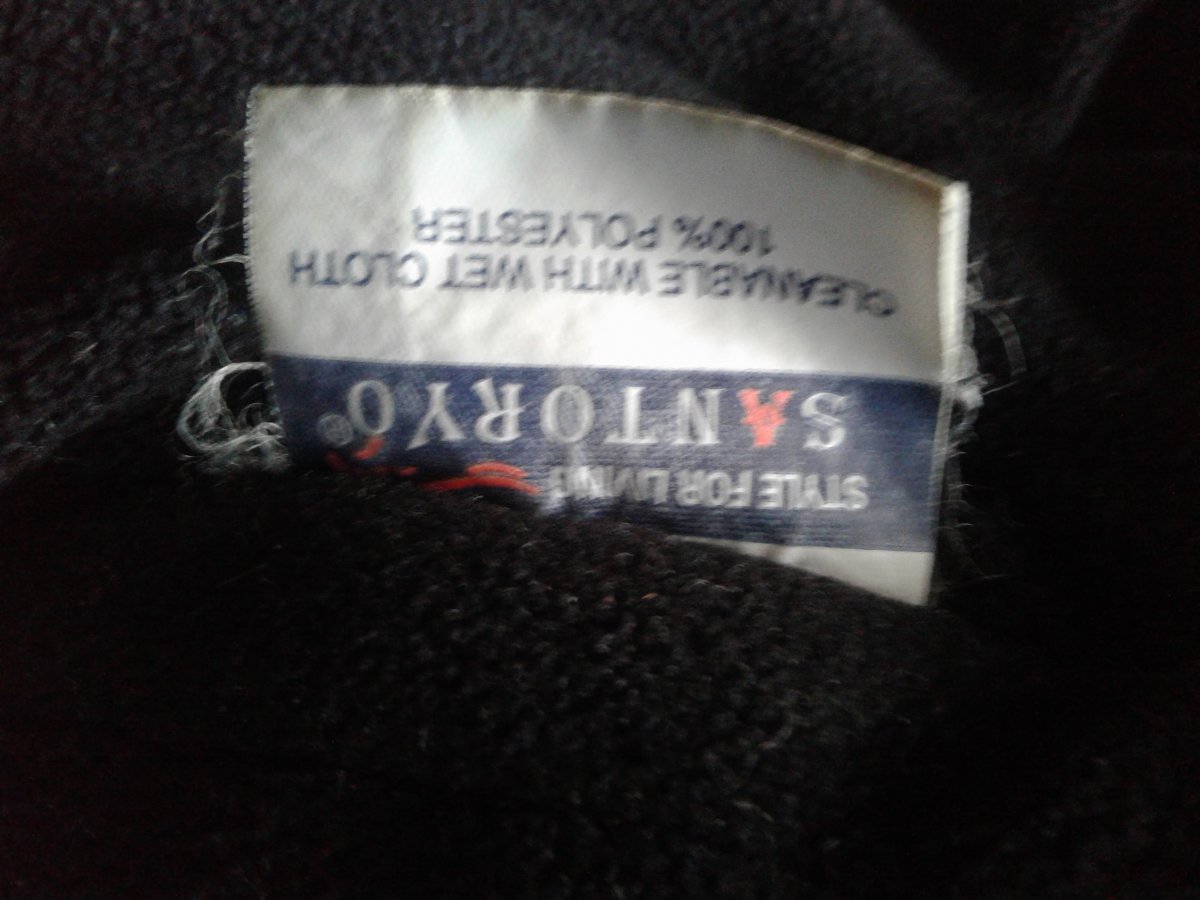 STYLE FOR LIVING
SANTORYO®
CLEANABLE WITH WET CLOTH
100% POLYESTER